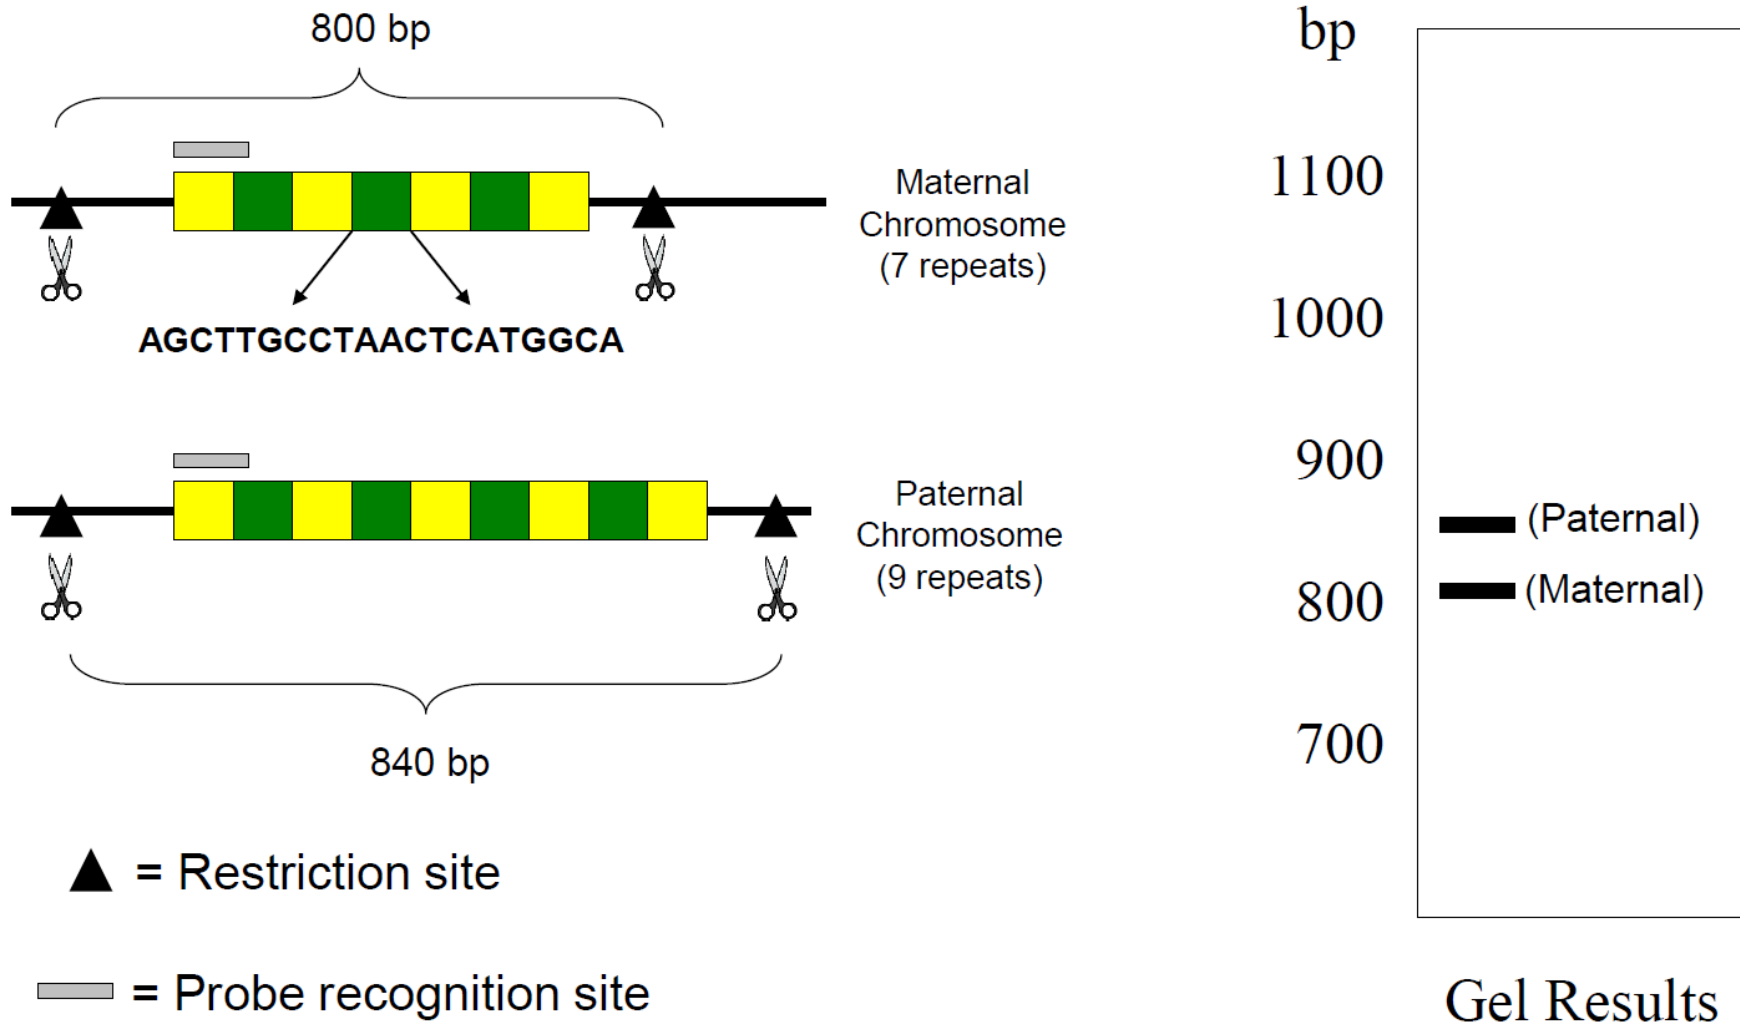 800 bp
Maternal
Chromosome
(7 repeats)
AGCTTGCCTAACTCATGGCA
Paternal
Chromosome
(9 repeats)
840 bp
= Restriction site
= Probe recognition site
bp
1100
1000
900
800
700
(Paternal)
(Maternal)
Gel Results